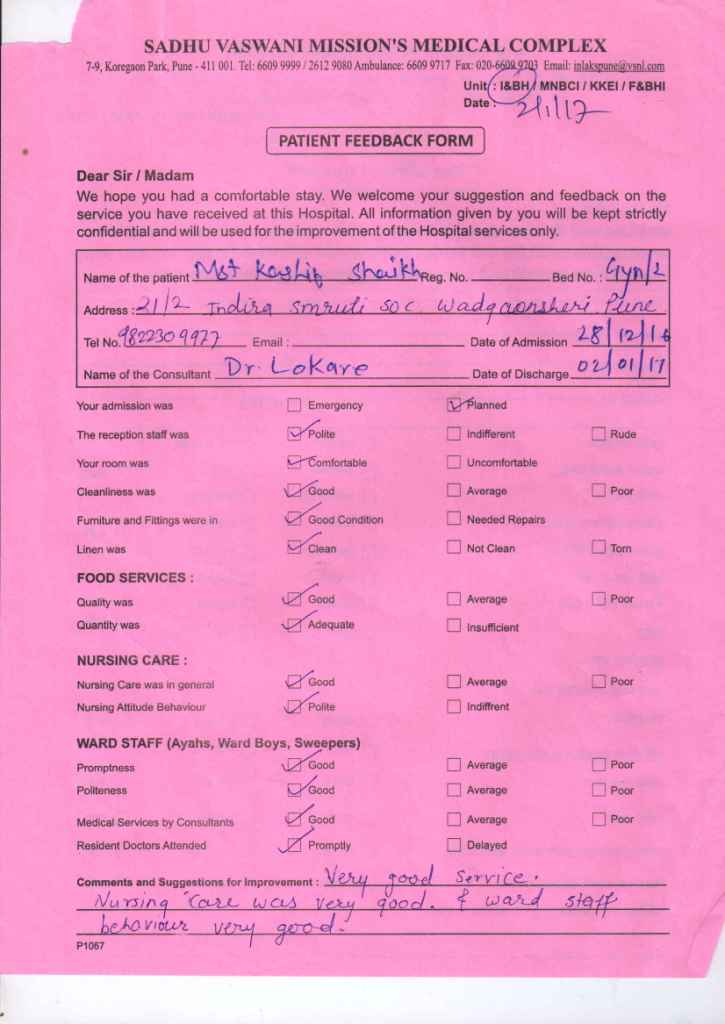 SADHU VASWANI MISSION'S MEDICAL COMPLEX
7-9, Koregaon Park, Pune - 411 001. Tel: 6609 9999 / 2612 9080 Ambulance: 6609 9717 Fax: 020-6609 9703 Email: inlakspune@vsnl.com
Unit : I&BH / MNBCI / KKEI / F&BHI
Date : 2/1/17
PATIENT FEEDBACK FORM
Dear Sir / Madam
We hope you had a comfortable stay. We welcome your suggestion and feedback on the
service you have received at this Hospital. All information given by you will be kept strictly
confidential and will be used for the improvement of the Hospital services only.
Name of the patient Mst Kashif Shaikh Reg. No. Bed No. : Gyn/2
Address : 21/2 Indira smruti soc wadgaonsheri Pune
Tel No. 9822309977 Email : Date of Admission 28/12/16
Name of the Consultant Dr. Lokare Date of Discharge 02/01/17
Your admission was Emergency Planned
The reception staff was Polite Indifferent Rude
Your room was Comfortable Uncomfortable
Cleanliness was Good Average Poor
Furniture and Fittings were in Good Condition Needed Repairs
Linen was Clean Not Clean Torn
FOOD SERVICES :
Quality was Good Average Poor
Quantity was Adequate Insufficient
NURSING CARE :
Nursing Care was in general Good Average Poor
Nursing Attitude Behaviour Polite Indiffrent
WARD STAFF (Ayahs, Ward Boys, Sweepers)
Promptness Good Average Poor
Politeness Good Average Poor
Medical Services by Consultants Good Average Poor
Resident Doctors Attended Promptly Delayed
Comments and Suggestions for Improvement : Very good service.
Nursing care was very good. & ward staff
behaviour very good.
P1067